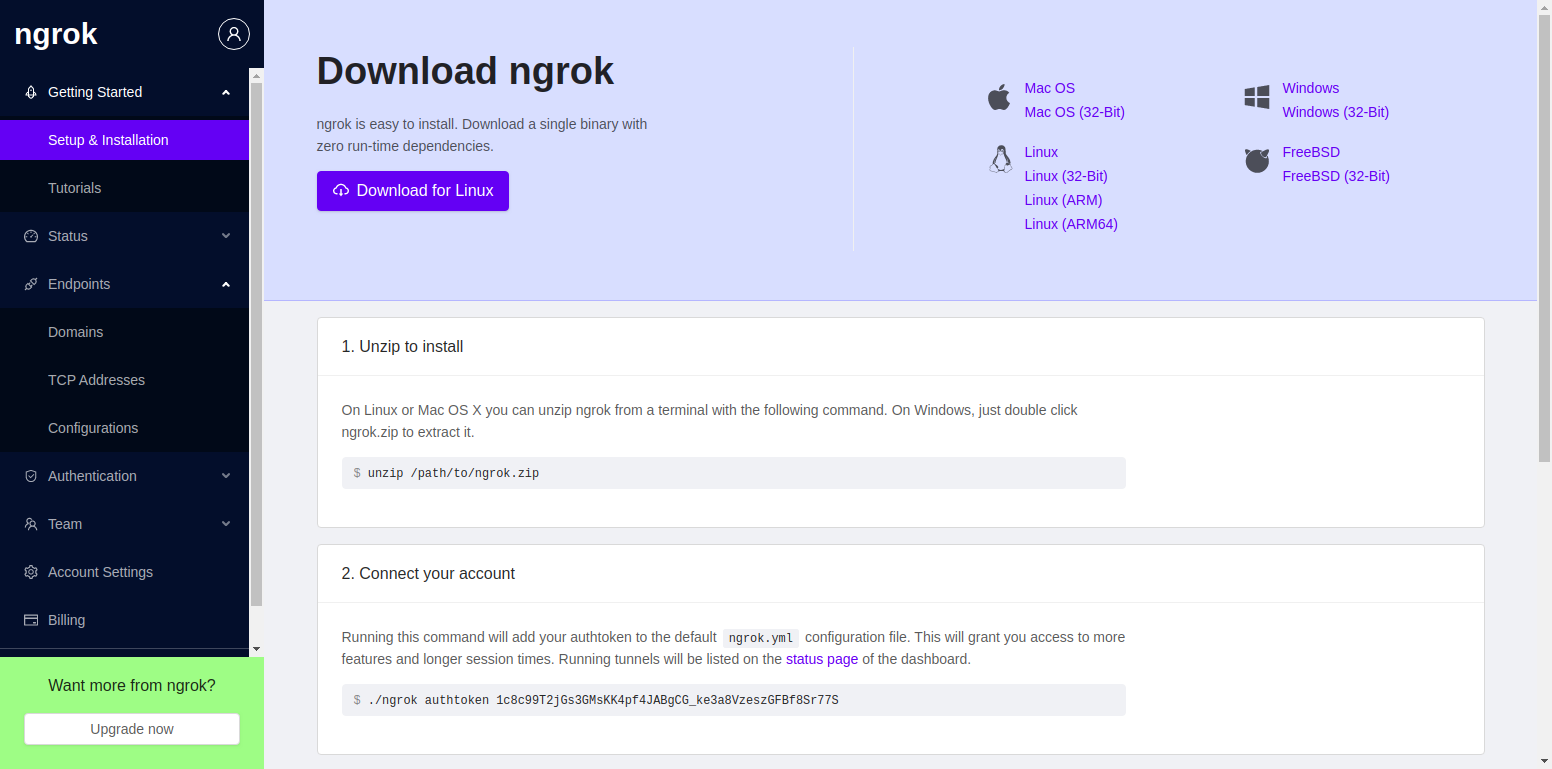 ngrok
Getting Started
Setup & Installation
Tutorials
Status
Endpoints
Domains
TCP Addresses
Configurations
Authentication
Team
Account Settings
Billing
Want more from ngrok?
Upgrade now
Download ngrok
ngrok is easy to install. Download a single binary with
zero run-time dependencies.
Download for Linux
Mac OS
Mac OS (32-Bit)
Linux
Linux (32-Bit)
Linux (ARM)
Linux (ARM64)
Windows
Windows (32-Bit)
FreeBSD
FreeBSD (32-Bit)
1. Unzip to install
On Linux or Mac OS X you can unzip ngrok from a terminal with the following command. On Windows, just double click
ngrok.zip to extract it.
$ unzip /path/to/ngrok.zip
2. Connect your account
Running this command will add your authtoken to the default ngrok.yml configuration file. This will grant you access to more
features and longer session times. Running tunnels will be listed on the status page of the dashboard.
$ ./ngrok authtoken 1c8c99T2jGs3GMsKK4pf4JABgCG_ke3a8VzeszGFBf8Sr77S